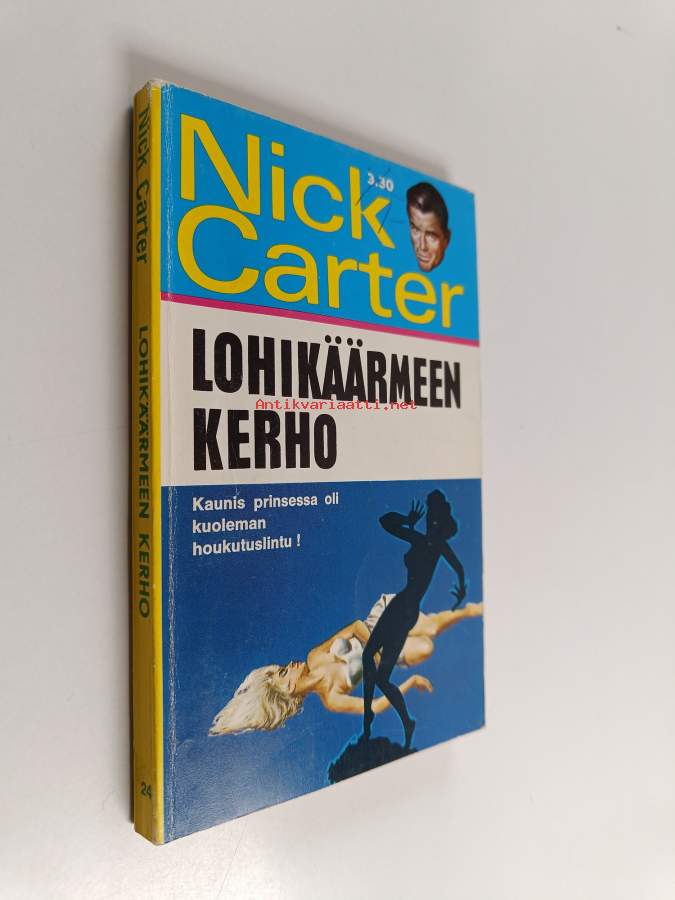 Nick Carter LOHIKÄÄRMEEN KERHO 24
Nick
3.30
Carter
LOHIKÄÄRMEEN
Antikvariaatti.net
KERHO
Kaunis prinsessa oli
kuoleman
houkutuslintu !